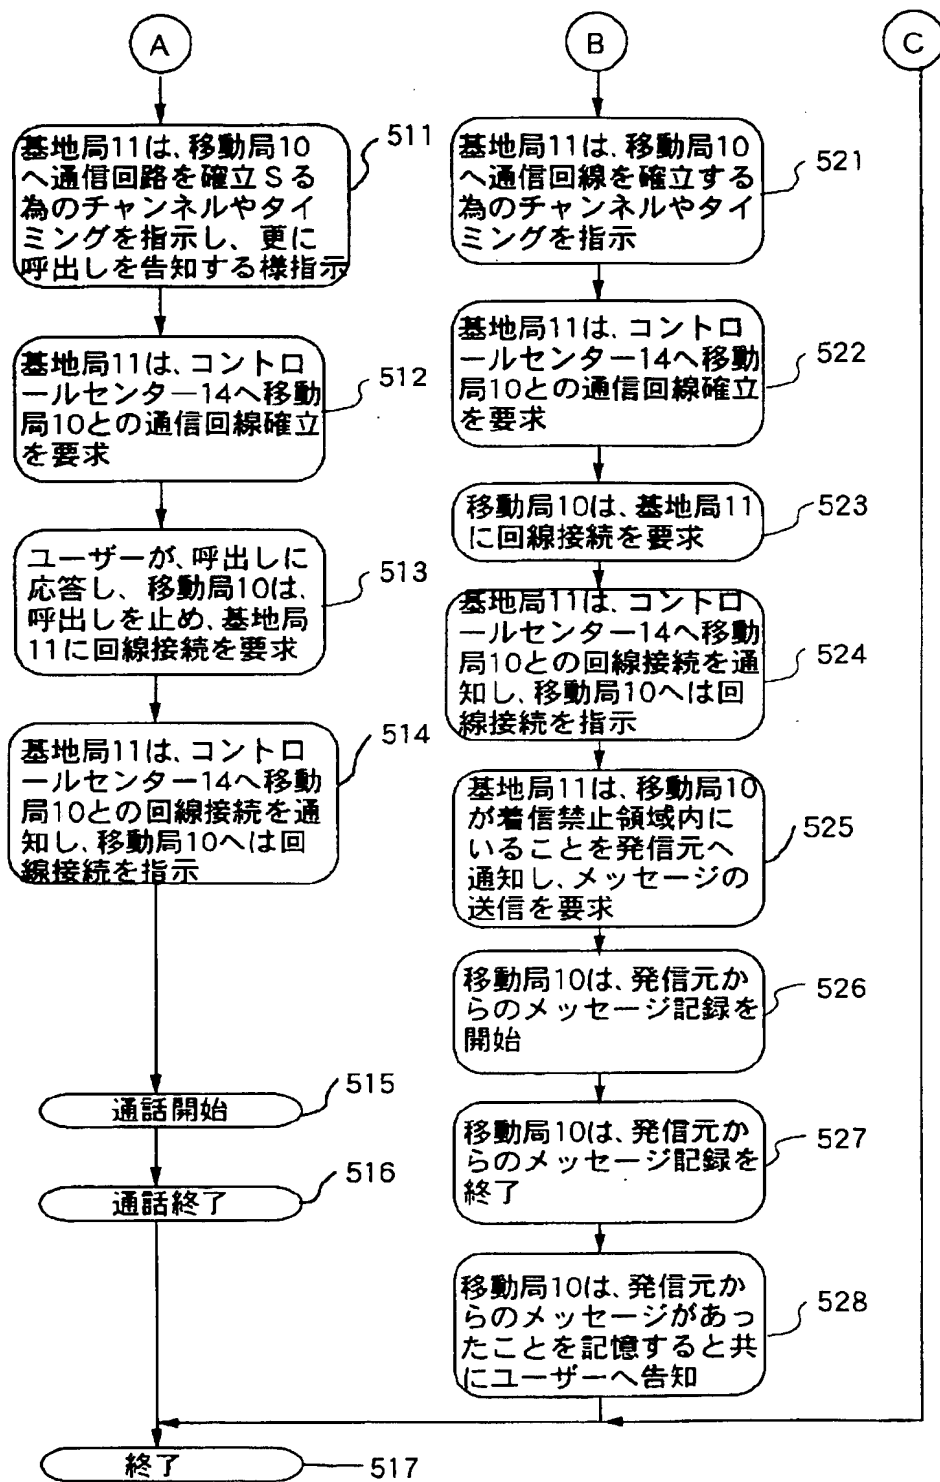 A
基地局11は、移動局10
へ通信回路を確立Sる
為のチャンネルやタイ
ミングを指示し、更に
呼出しを告知する様指示
511
基地局11は、コントロ
ールセンター14へ移動
局10との通信回線確立
を要求
512
ユーザーが、呼出しに
応答し、移動局10は、
呼出しを止め、基地局
11に回線接続を要求
513
基地局11は、コントロ
ールセンター14へ移動
局10との回線接続を通
知し、移動局10へは回
線接続を指示
514
通話開始
515
通話終了
516
終了
517
B
基地局11は、移動局10
へ通信回線を確立する
為のチャンネルやタイ
ミングを指示
521
基地局11は、コントロ
ールセンター14へ移動
局10との通信回線確立
を要求
522
移動局10は、基地局11
に回線接続を要求
523
基地局11は、コントロ
ールセンター14へ移動
局10との回線接続を通
知し、移動局10へは回
線接続を指示
524
基地局11は、移動局10
が着信禁止領域内に
いることを発信元へ
通知し、メッセージの
送信を要求
525
移動局10は、発信元か
らのメッセージ記録を
開始
526
移動局10は、発信元か
らのメッセージ記録を
終了
527
移動局10は、発信元か
らのメッセージがあっ
たことを記憶すると共
にユーザーへ告知
528
C